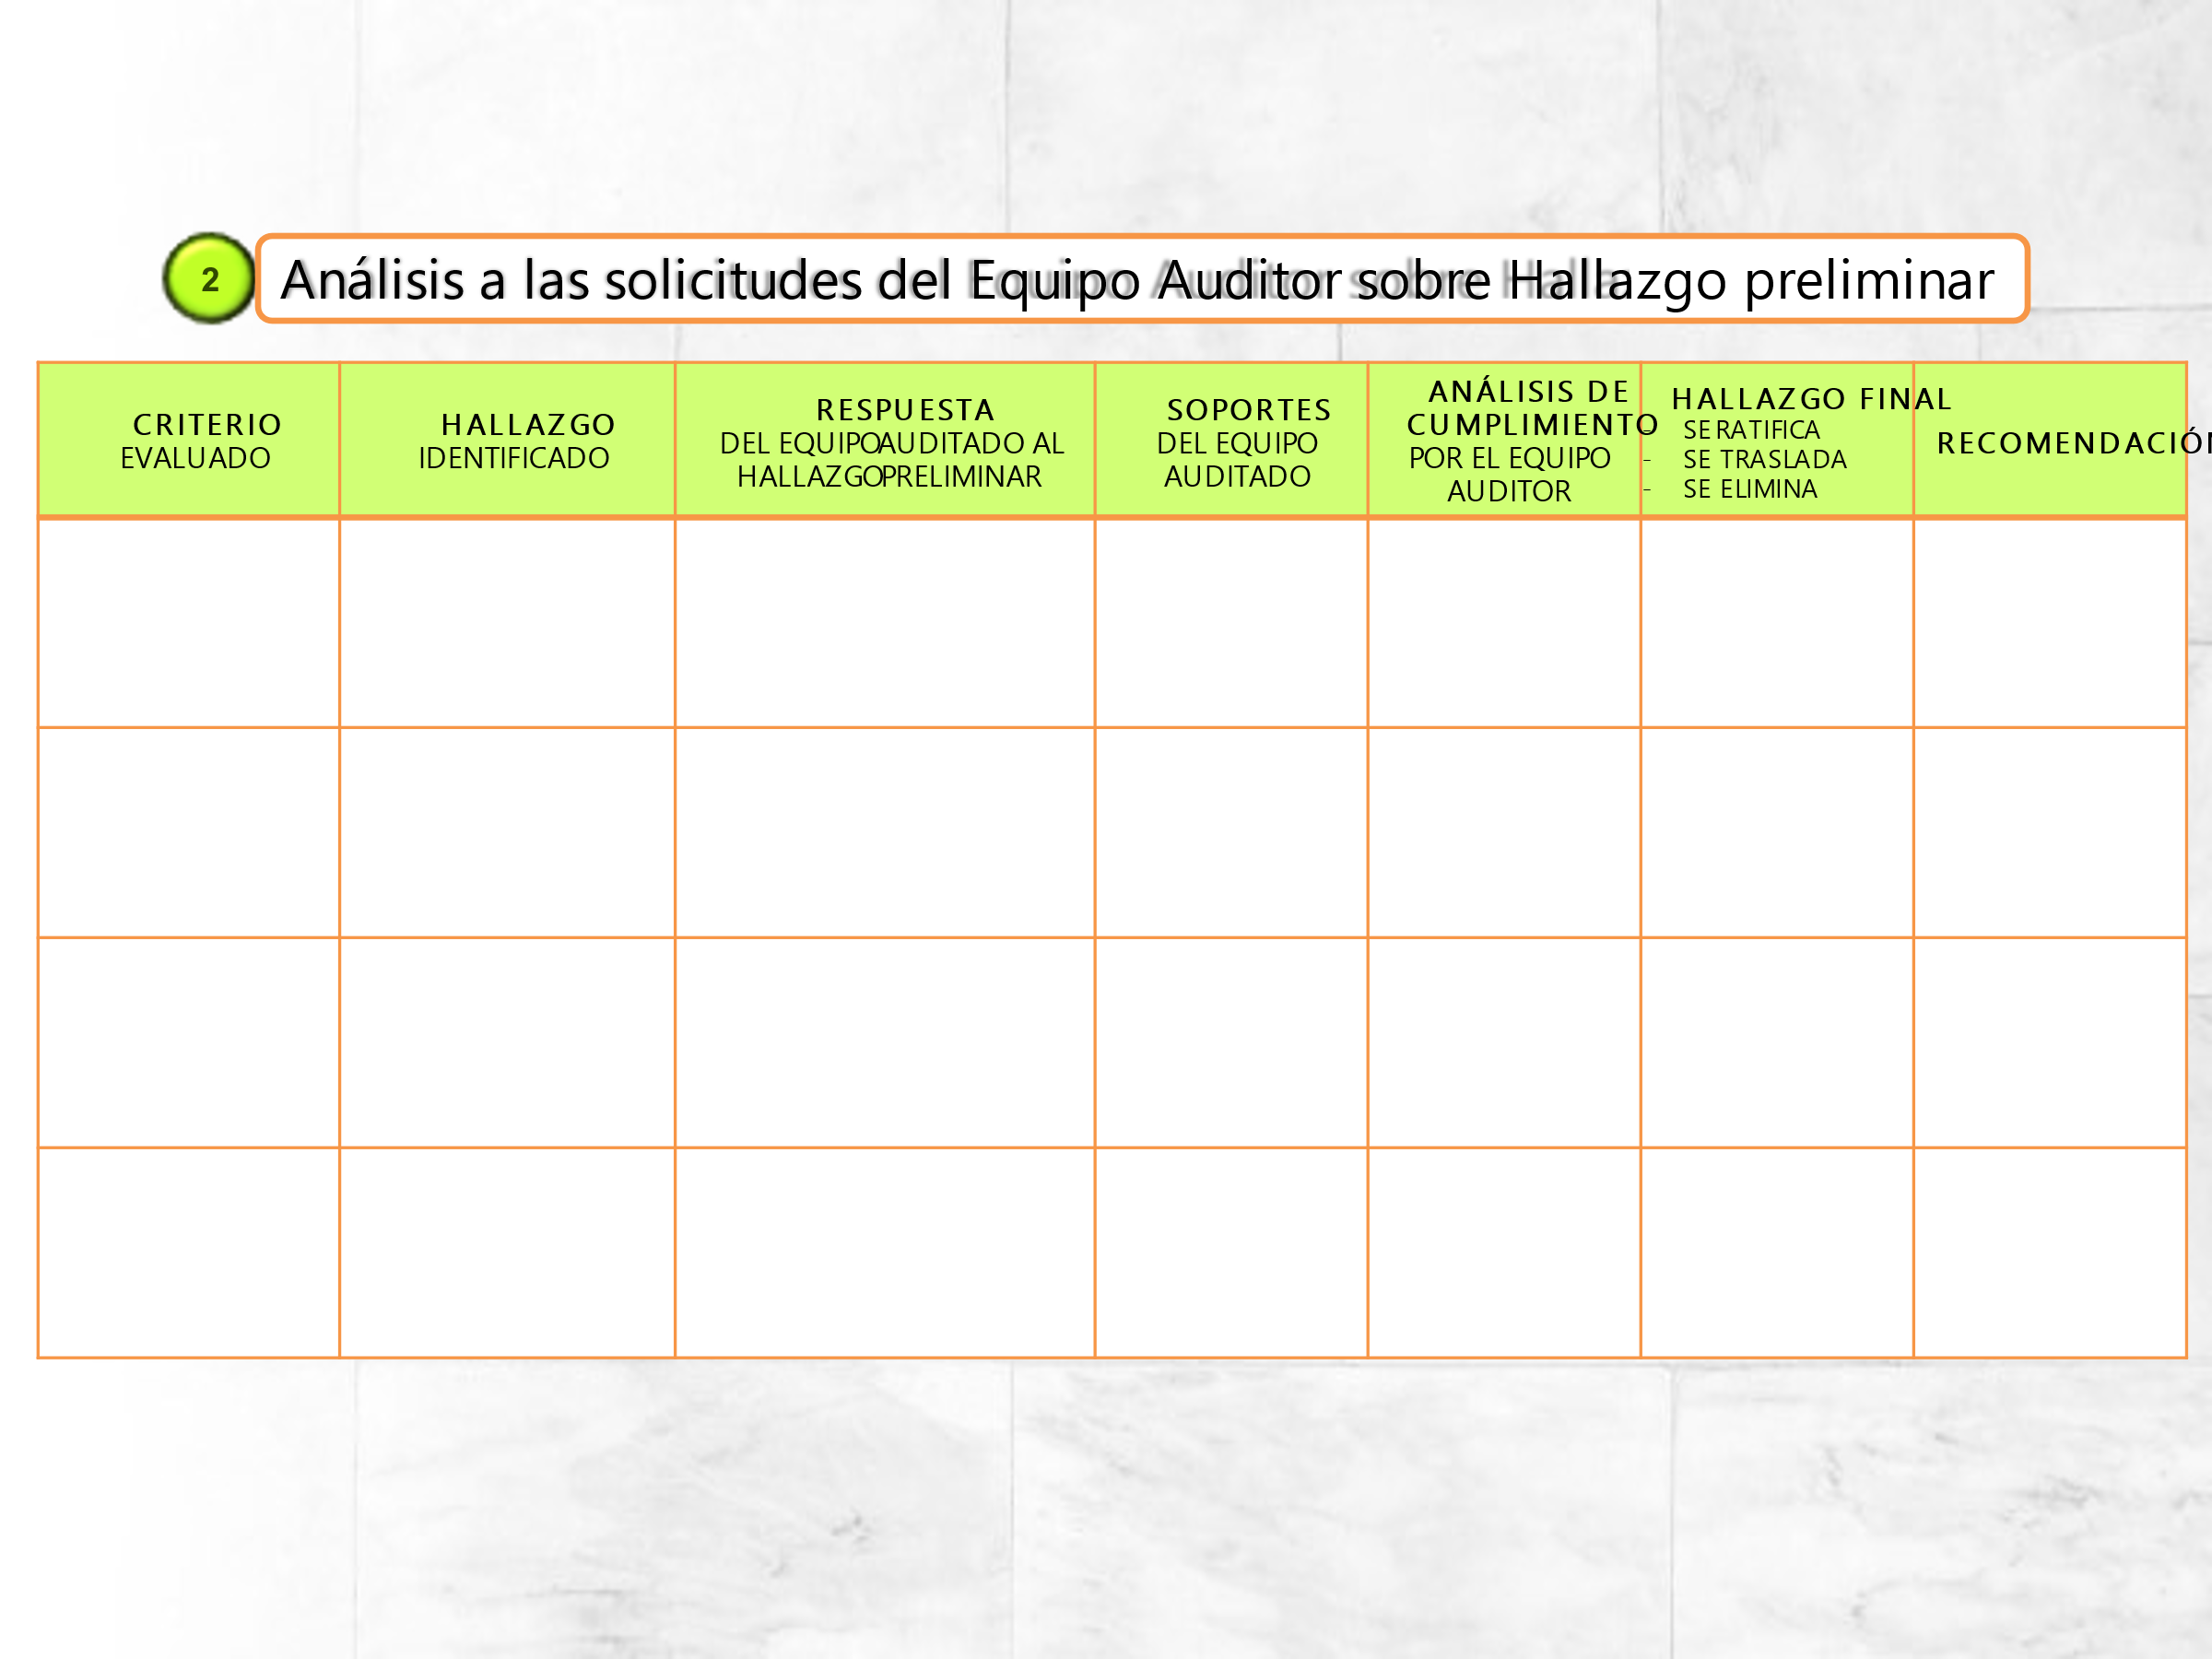 2
Análisis a las solicitudes del Equipo Auditor sobre Hallazgo preliminar
CRITERIO
EVALUADO
HALLAZGO
IDENTIFICADO
RESPUESTA
DEL EQUIPO AUDITADO AL
HALLAZGO PRELIMINAR
SOPORTES
DEL EQUIPO
AUDITADO
ANÁLISIS DE
CUMPLIMIENTO
POR EL EQUIPO
AUDITOR
HALLAZGO FINAL
- SE RATIFICA
- SE TRASLADA
- SE ELIMINA
RECOMENDACIÓN